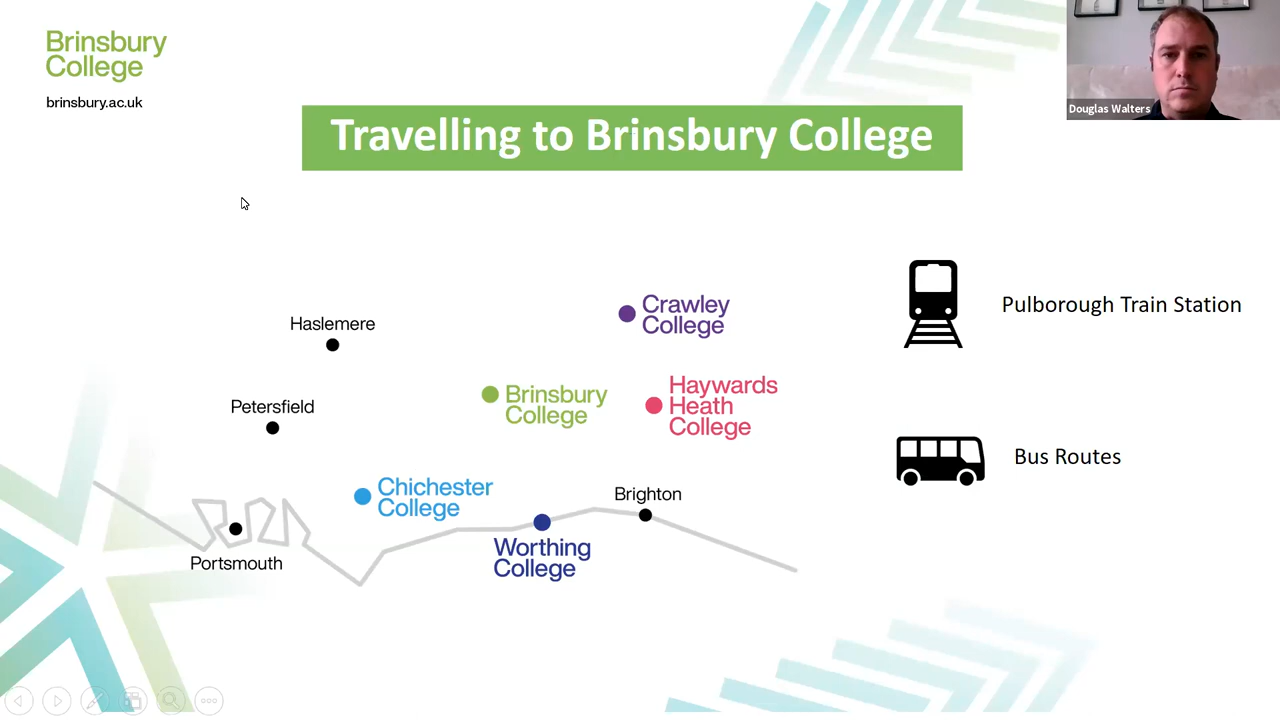 Brinsbury
College
brinsbury.ac.uk
Douglas Walters
Travelling to Brinsbury College
Haslemere
Crawley
College
Pulborough Train Station
Petersfield
Brinsbury
College
Haywards
Heath
College
Bus Routes
Chichester
College
Brighton
Portsmouth
Worthing
College